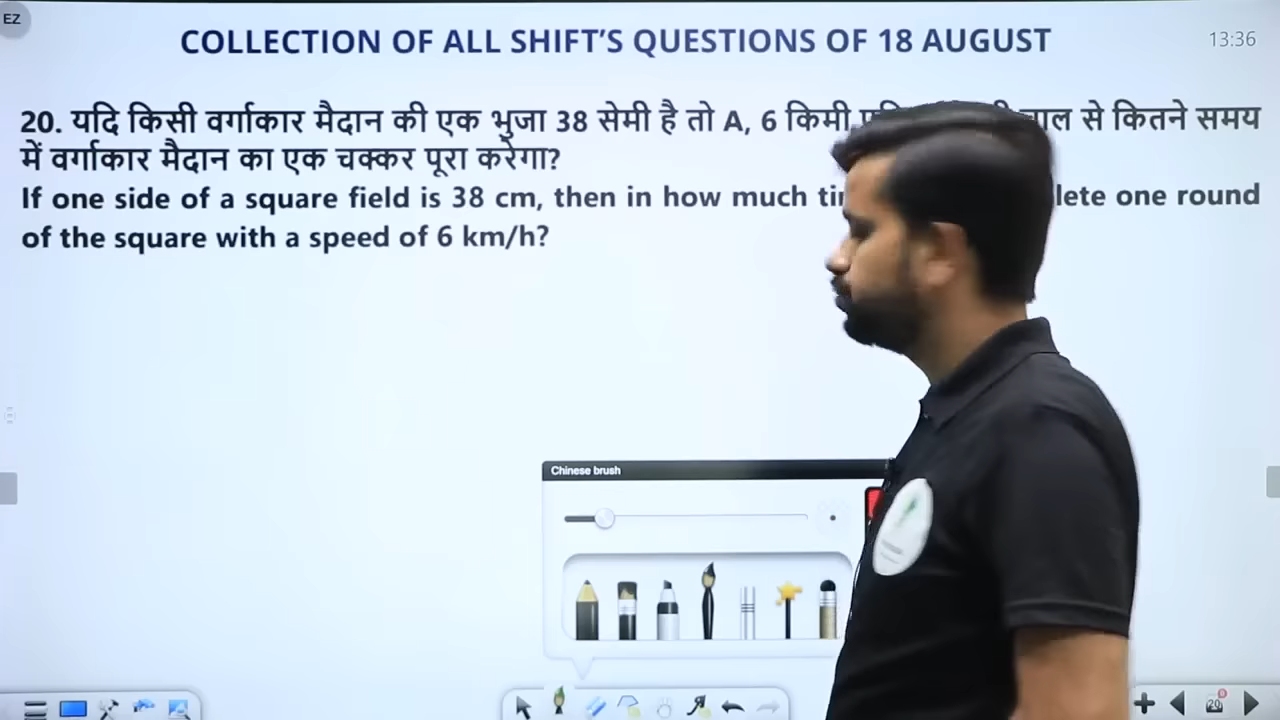 EZ
COLLECTION OF ALL SHIFT'S QUESTIONS OF 18 AUGUST
13:36
20. यदि किसी वर्गाकार मैदान की एक भुजा 38 सेमी है तो A, 6 किमी से कितने समय
में वर्गाकार मैदान का एक चक्कर पूरा करेगा?
If one side of a square field is 38 cm, then in how much one round
of the square with a speed of 6 km/h?
Chinese brush
20